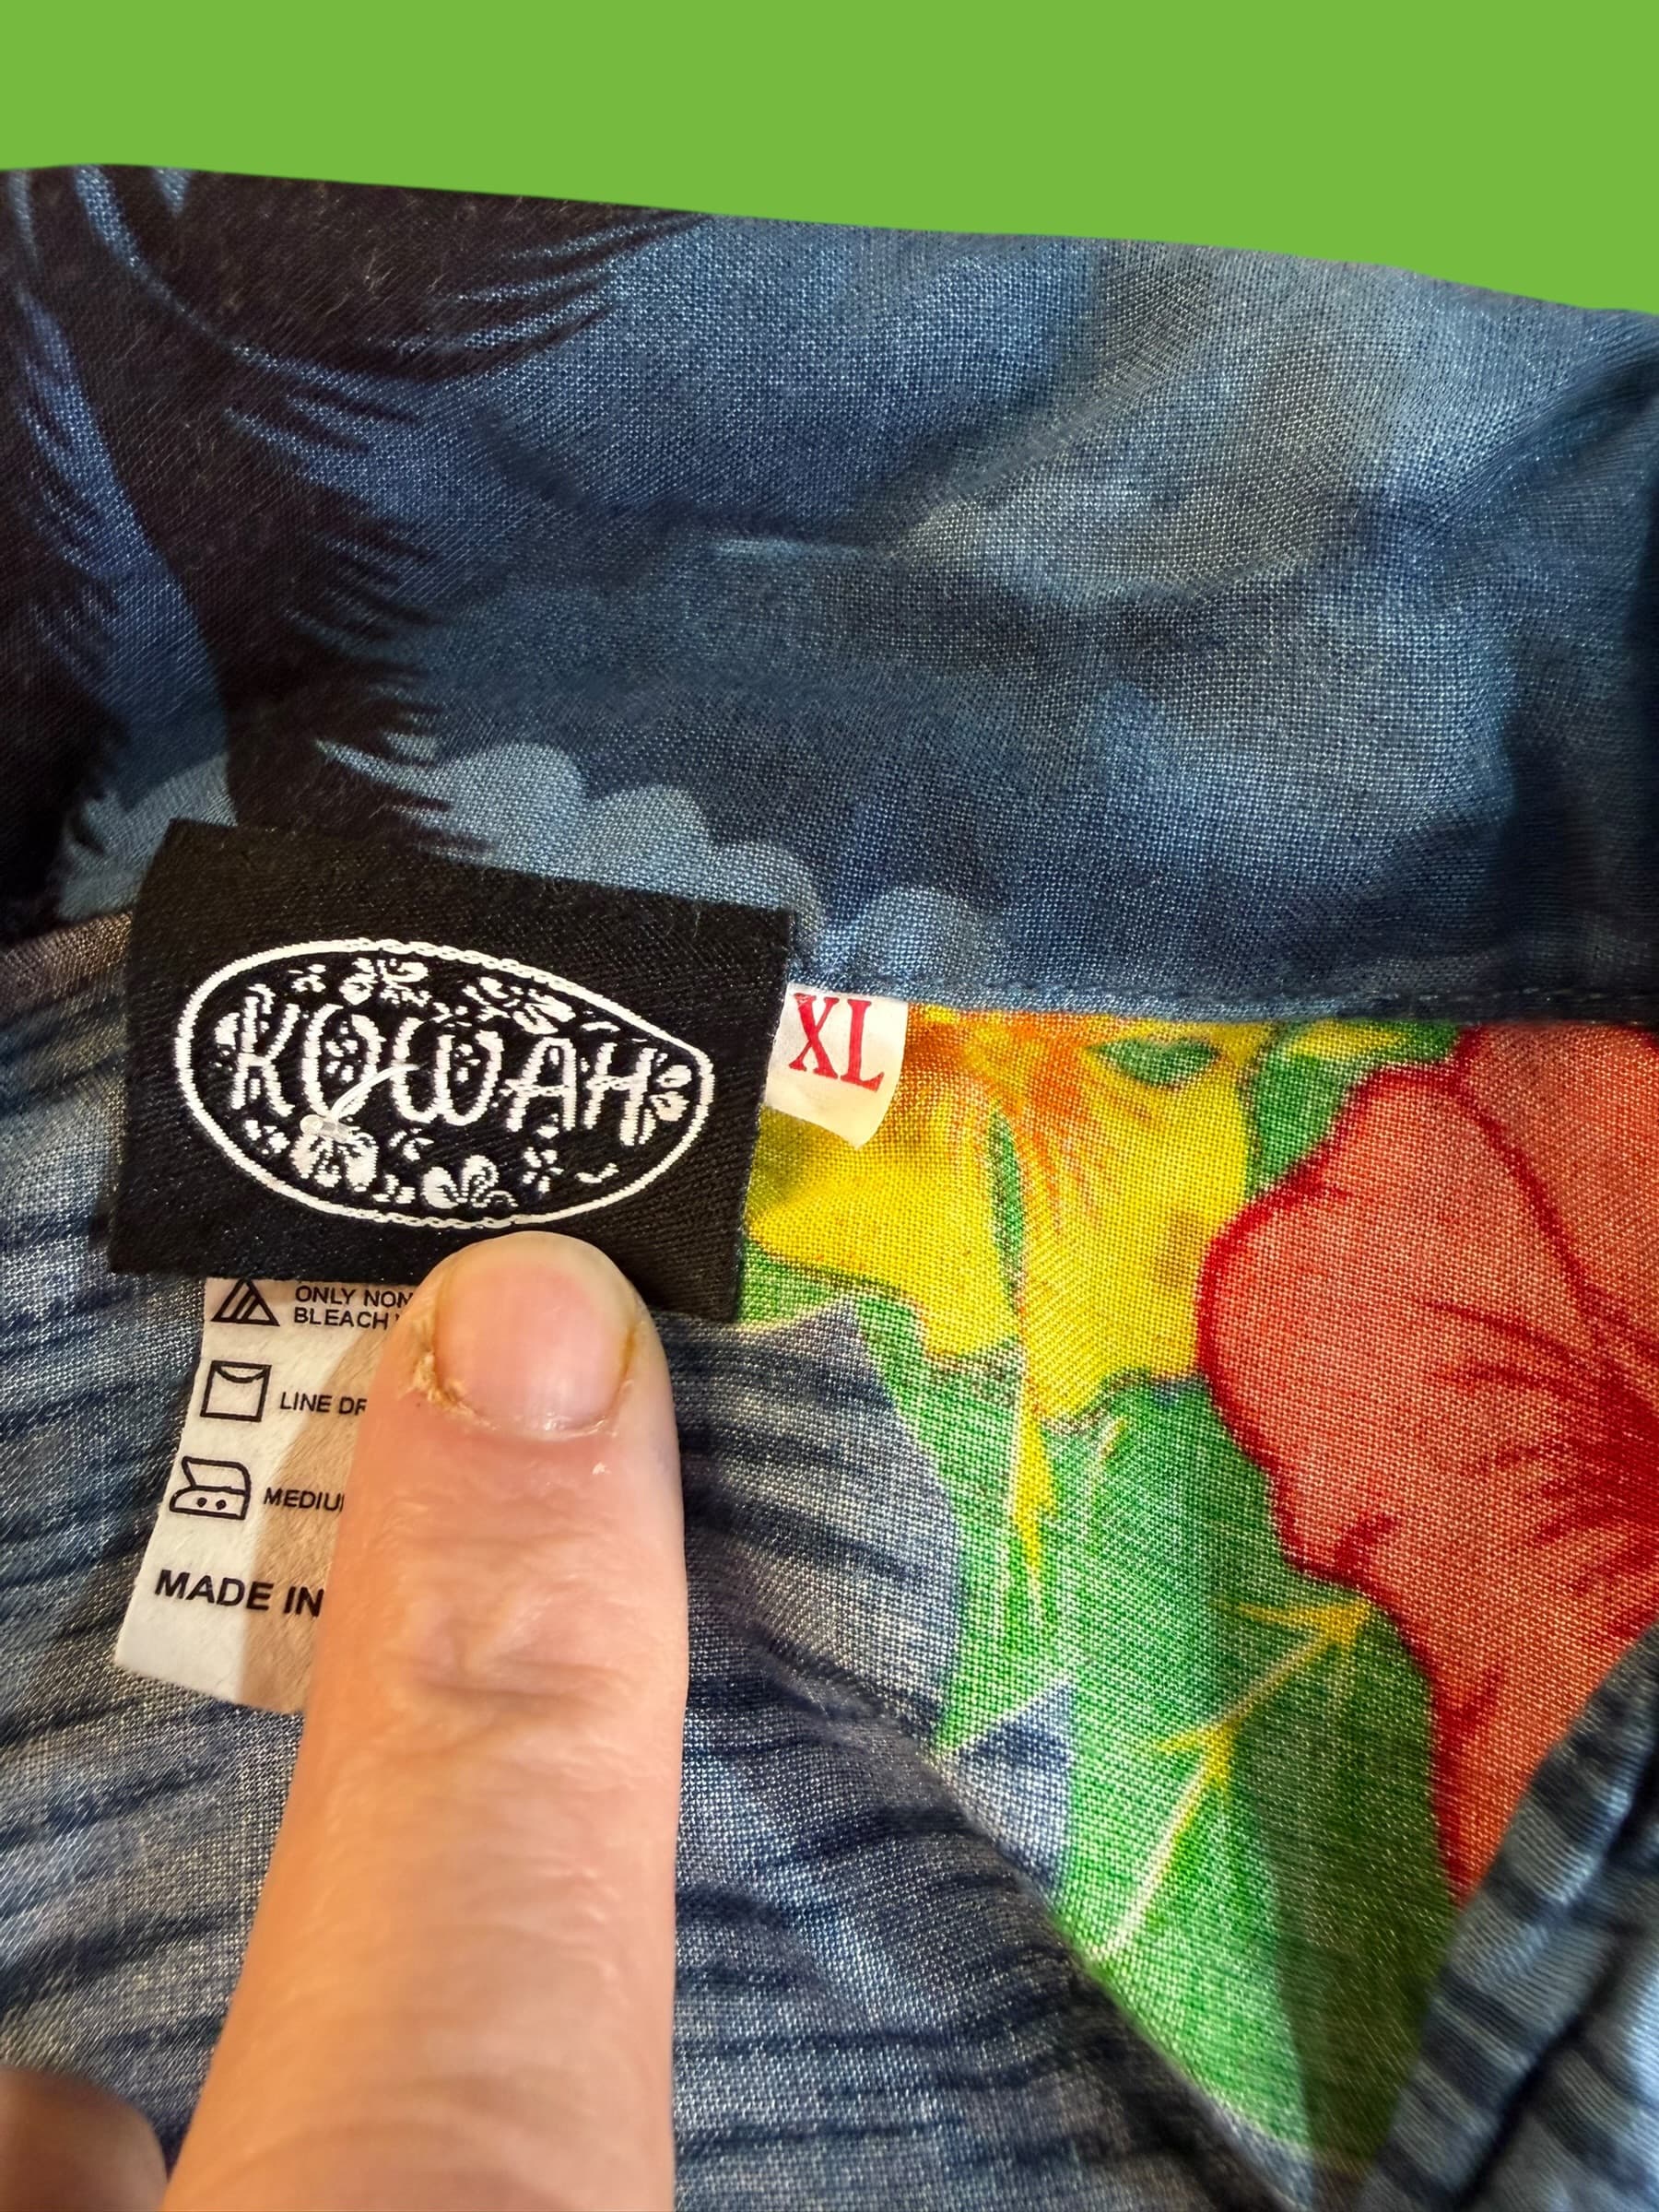 KOWAH
XL
ONLY NON
BLEACH
LINE DR
MEDIU
MADE IN